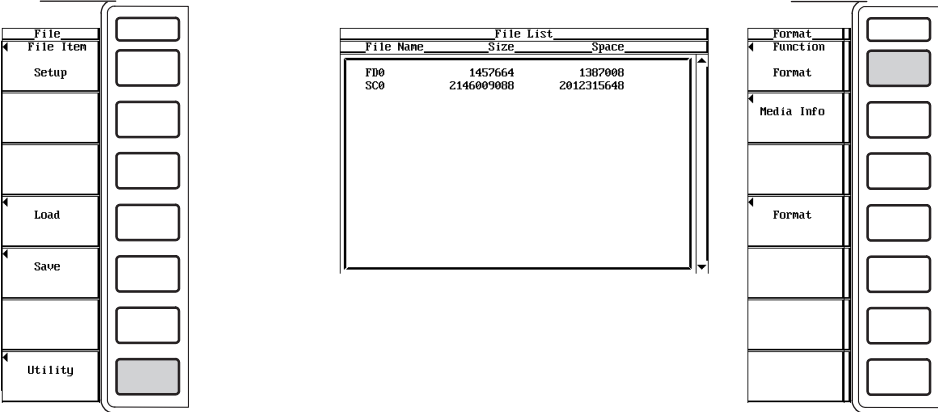 File
File Item
Setup
Load
Save
Utility
File List
File Name Size Space
FD0 1457664 1387008
SC0 2146009088 2012315648
Format
Function
Format
Media Info
Format